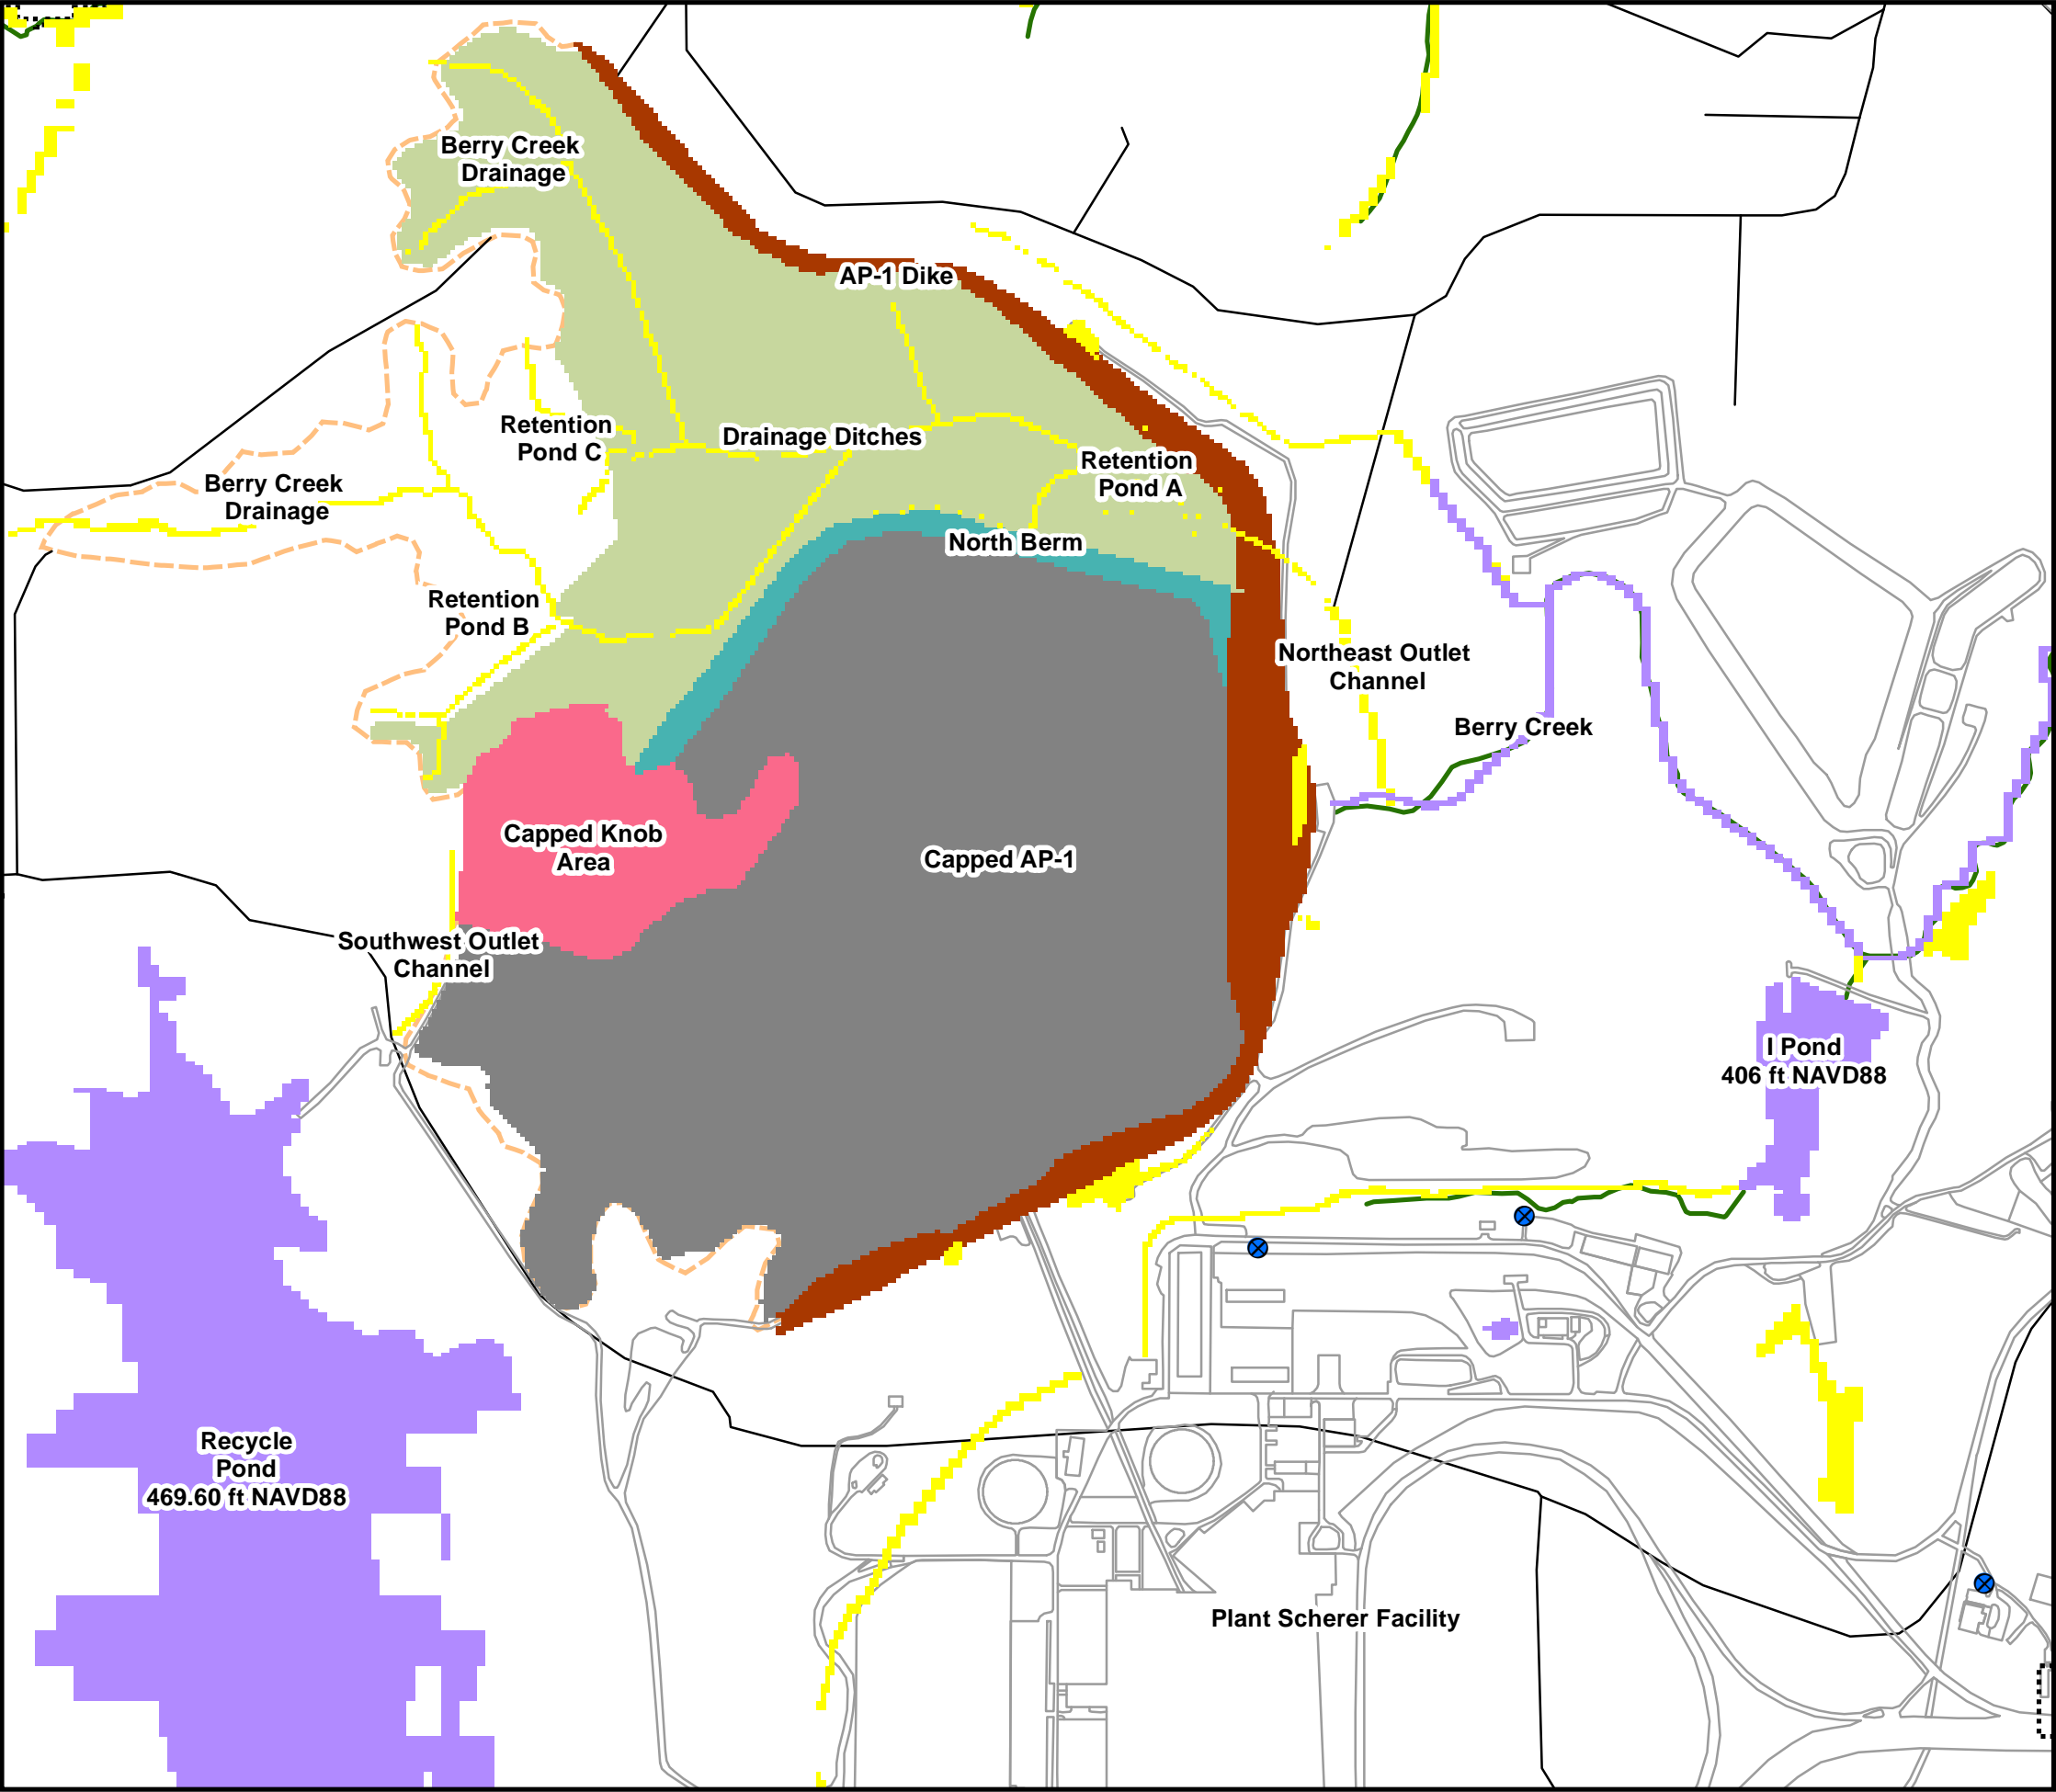 Berry Creek
Drainage
AP-1 Dike
Retention
Pond C
Drainage Ditches
Retention
Pond A
Berry Creek
Drainage
North Berm
Retention
Pond B
Northeast Outlet
Channel
Berry Creek
Capped Knob
Area
Capped AP-1
Southwest Outlet
Channel
I Pond
406 ft NAVD88
Recycle
Pond
469.60 ft NAVD88
Plant Scherer Facility